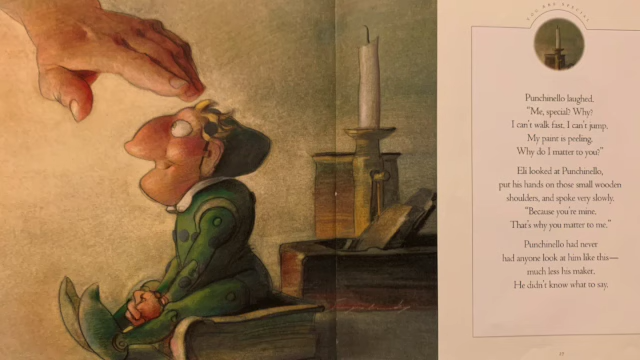 YOU ARE SPECIAL
Punchinello laughed.
"Me, special? Why?
I can't walk fast. I can't jump.
My paint is peeling.
Why do I matter to you?"
Eli looked at Punchinello,
put his hands on those small wooden
shoulders, and spoke very slowly.
"Because you're mine.
That's why you matter to me."
Punchinello had never
had anyone look at him like this—
much less his maker.
He didn't know what to say.